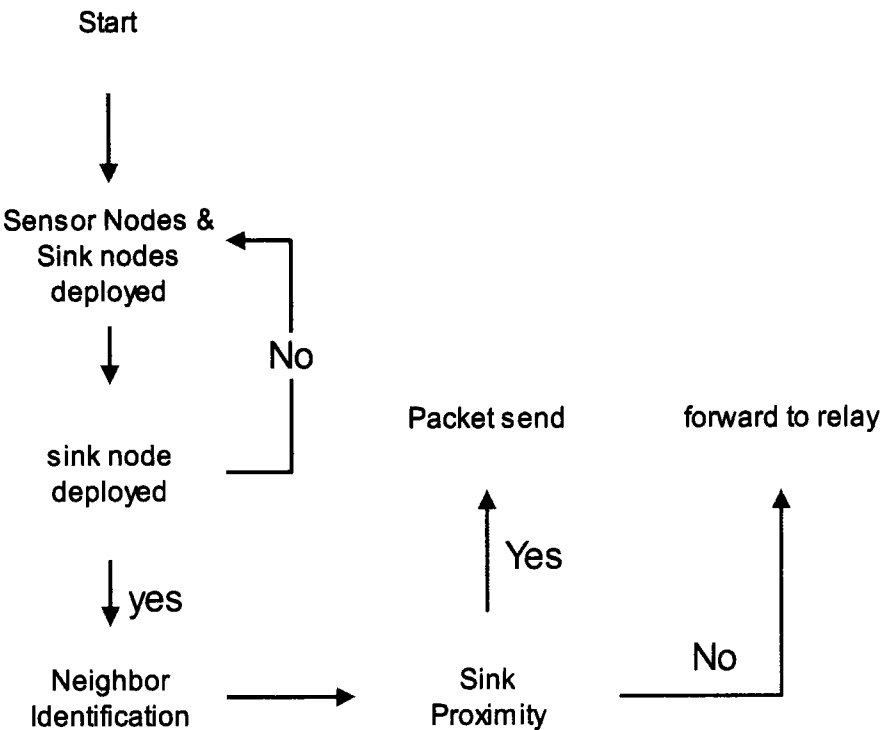 Start
Sensor Nodes &
Sink nodes
deployed
No
sink node
deployed
yes
Neighbor
Identification
Sink
Proximity
Yes
Packet send
No
forward to relay